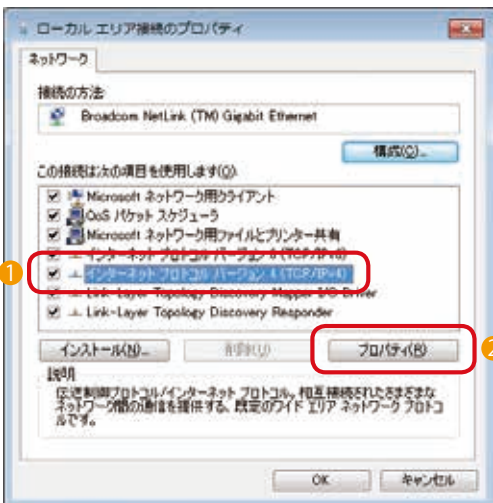 ローカル エリア接続のプロパティ
ネットワーク
接続の方法:
Broadcom NetLink (TM) Gigabit Ethernet
構成(C)...
この接続は次の項目を使用します(O):
Microsoft ネットワーク用クライアント
QoS パケット スケジューラ
Microsoft ネットワーク用ファイルとプリンター共有
インターネット プロトコル バージョン 6 (TCP/IPv6)
1
インターネット プロトコル バージョン 4 (TCP/IPv4)
Link-Layer Topology Discovery Mapper I/O Driver
Link-Layer Topology Discovery Responder
インストール(N)...
削除(U)
プロパティ(R)
2
説明
伝送制御プロトコル/インターネット プロトコル。相互接続されたさまざまな
ネットワーク間の通信を提供する、既定のワイド エリア ネットワーク プロトコ
ルです。
OK
キャンセル